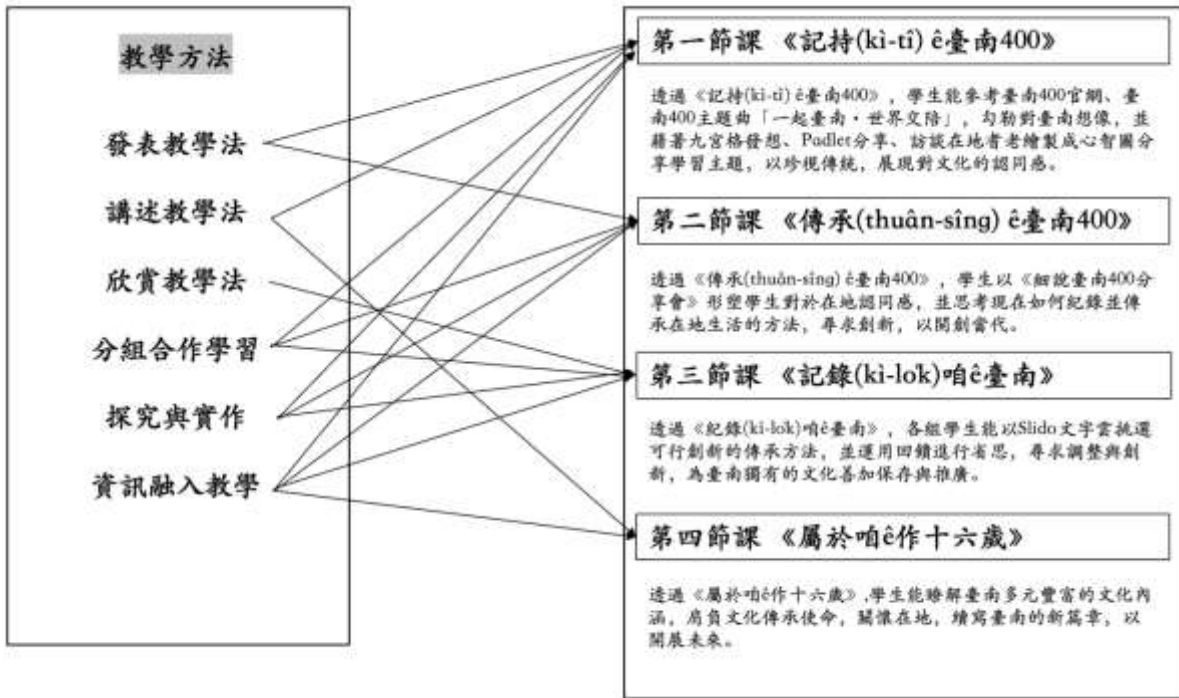 教學方法
發表教學法
講述教學法
欣賞教學法
分組合作學習
探究與實作
資訊融入教學
第一節課 《記持(kì-tî) ê臺南400》
透過《記持(kì-tî) ê臺南400》，學生能參考臺南400官網、臺
南400主題曲「一起臺南·世界交陪」，勾勒對臺南想像，並
藉著九宮格發想、Padlet分享、訪談在地耆老繪製成心智圖分
享學習主題，以珍視傳統，展現對文化的認同感。
第二節課 《傳承(thuân-sîng) ê臺南400》
透過《傳承(thuân-sîng) ê臺南400》，學生以《細說臺南400分
享會》形塑學生對於在地認同感，並思考現在如何紀錄並傳
承在地生活的方法，尋求創新，以開創當代。
第三節課 《記錄(kì-lo̍k)咱ê臺南》
透過《紀錄(kì-lo̍k)咱ê臺南》，各組學生能以Slido文字雲挑選
可行創新的傳承方法，並運用回饋進行省思，尋求調整與創
新，為臺南獨有的文化善加保存與推廣。
第四節課 《屬於咱ê作十六歲》
透過《屬於咱ê作十六歲》,學生能瞭解臺南多元豐富的文化內
涵，肩負文化傳承使命，關懷在地，續寫臺南的新篇章，以
開展未來。